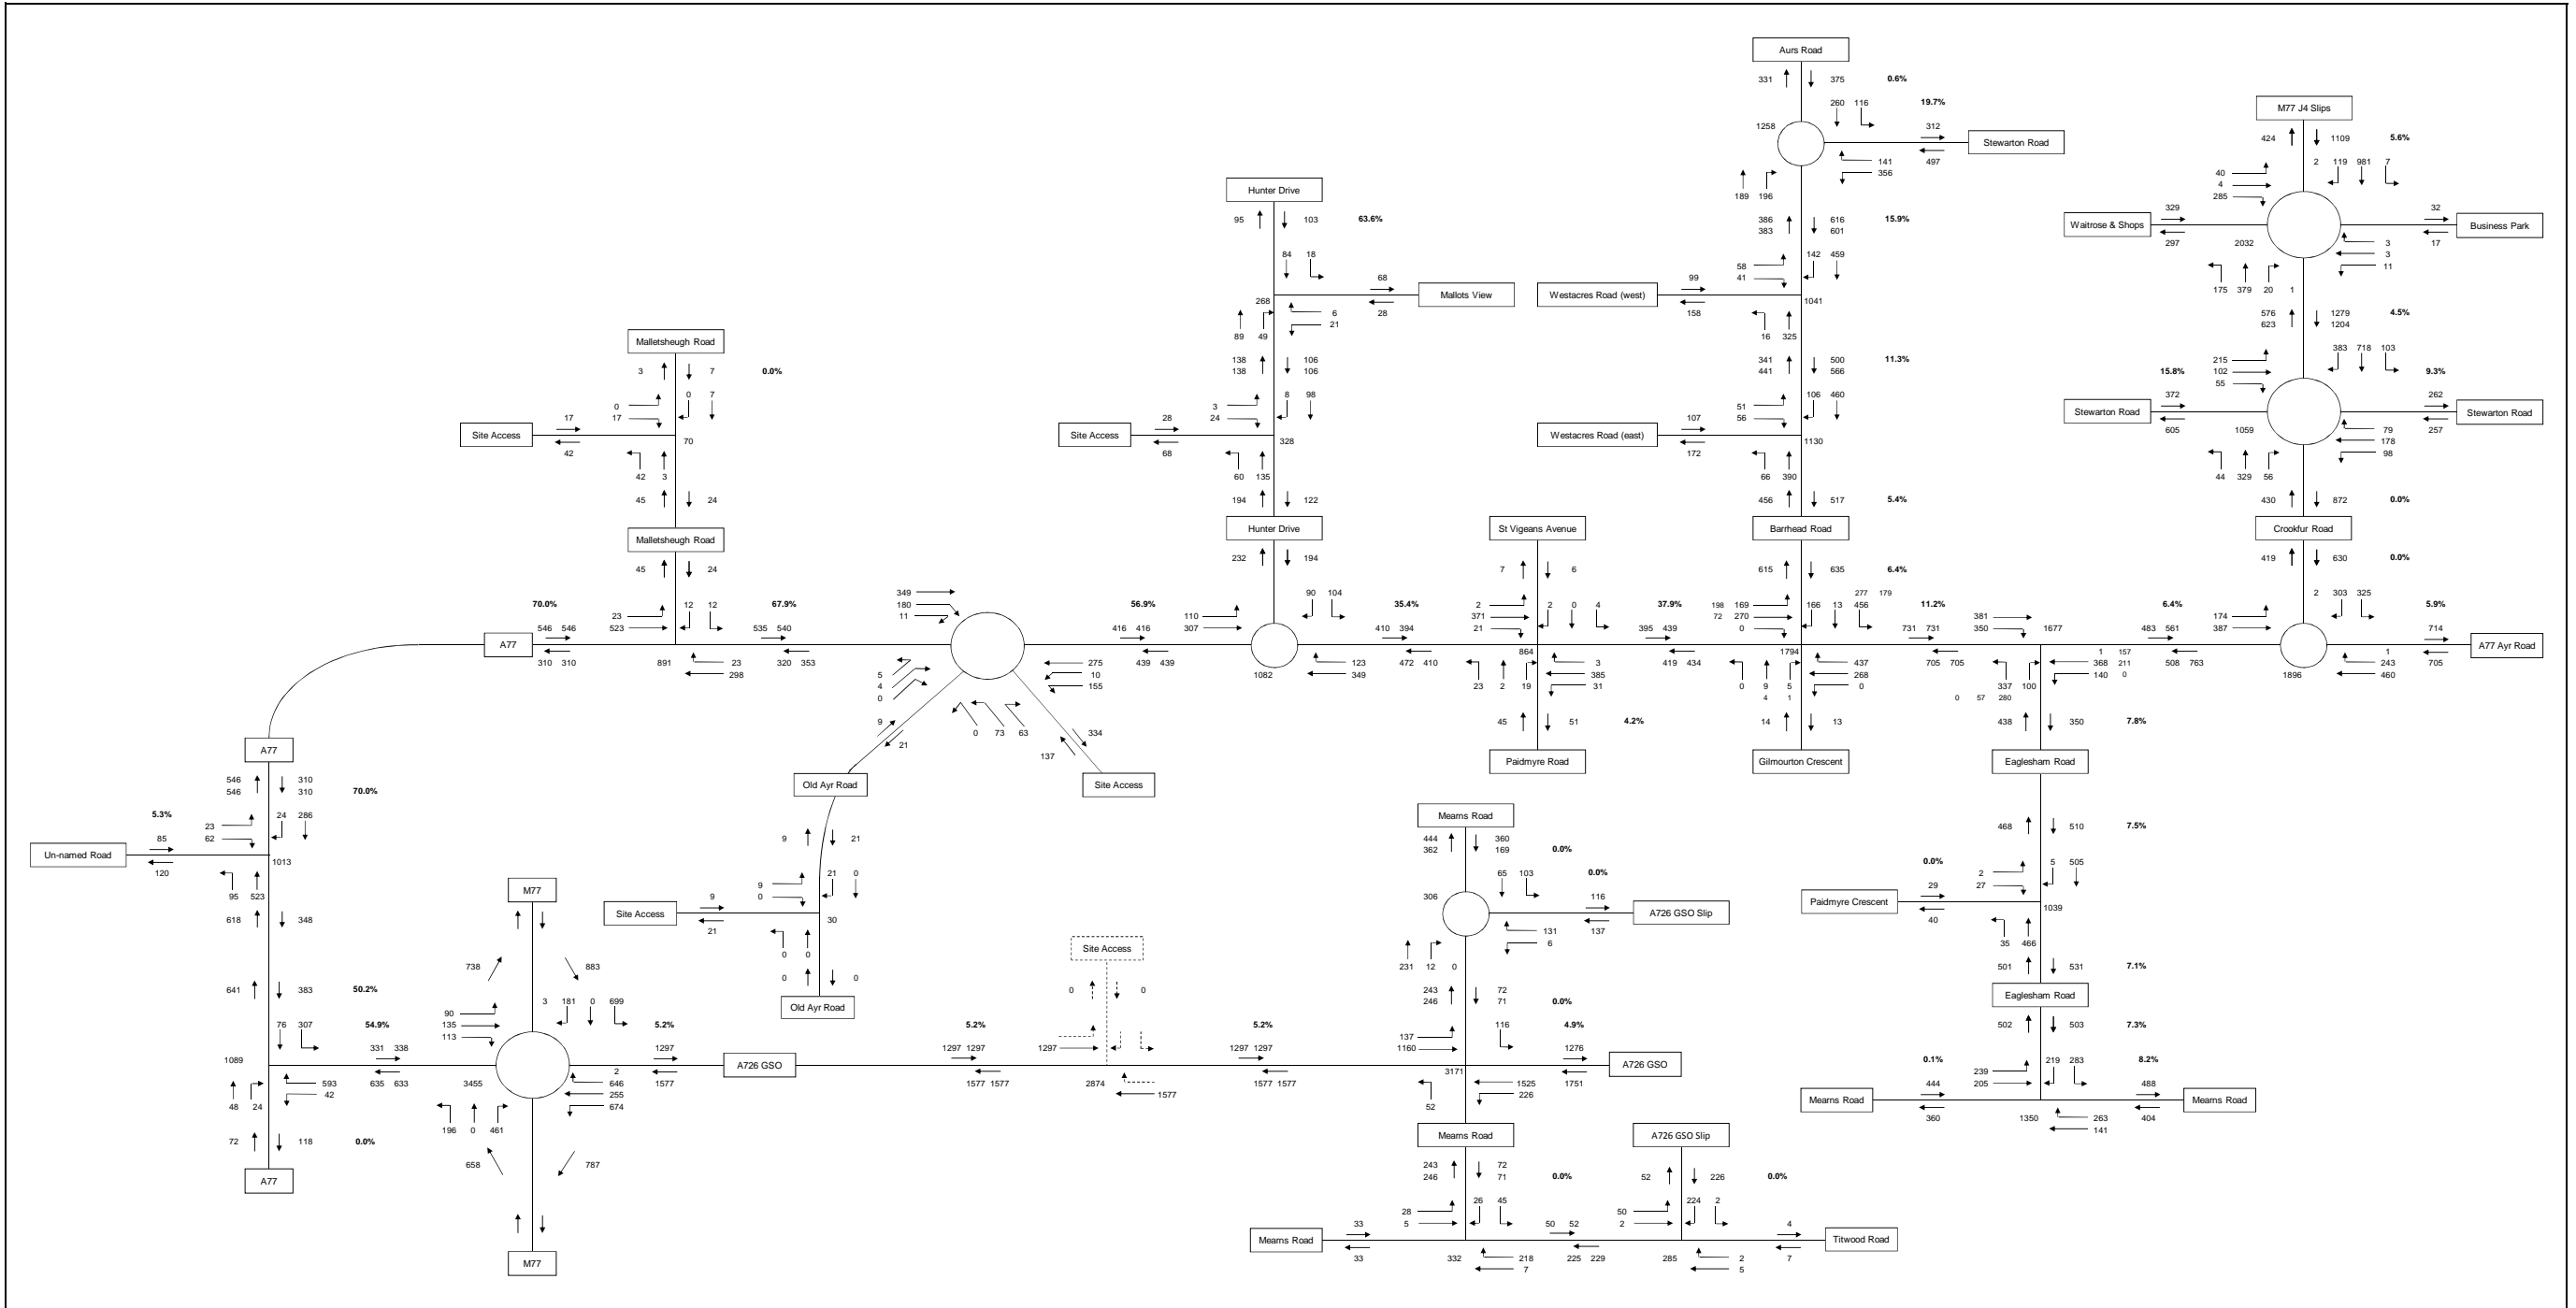 Aurs Road
331 375 0.6%
260 116 19.7%
1258 312
Stewarton Road
141 497
356
189 196
386 616 15.9%
383 601
58 142 459
41
99
Westacres Road (west)
158 1041
16 325
341 500 11.3%
441 566
51 106 460
56
107
Westacres Road (east)
172 1130
66 390
456 517 5.4%
Barrhead Road
615 635 6.4%
M77 J4 Slips
424 1109 5.6%
2 119 981 7
40
4
285
329 32
Waitrose & Shops Business Park
297 2032 3 17
3
11
175 379 20 1
576 1279 4.5%
623 1204
383 718 103
215
15.8% 102 9.3%
55
372 262
Stewarton Road Stewarton Road
605 1059 79 257
178
98
44 329 56
430 872 0.0%
Crookfur Road
419 630 0.0%
2 303 325 5.9%
Hunter Drive
95 103 63.6%
84 18
68
Mallots View
268 6 28
21
89 49
138 106
138 106
8 98
3
24
28
Site Access
68 328
60 135
194 122
Hunter Drive
232 194
90 104
Malletsheugh Road
3 7 0.0%
0 7
0
17 17
Site Access
42 70
42 3
45 24
Malletsheugh Road
45 24
70.0% 23 12 12 67.9%
546 546 523 535 540
A77
310 310 891 23 320 353
298
349
180
11
5
4
0
275
10
155
0 73 63
9
21
334
137
Old Ayr Road Site Access
56.9% 110
416 416 307
439 439 1082
35.4%
410 394
123 472 410
349
St Vigeans Avenue
7 6
2 2 0 4 37.9%
371
21
395 439
864 3 419 434
385
31
23 2 19
45 51 4.2%
Paidmyre Road
277 179
198 169 166 13 456 11.2%
72 270
0
731 731
1794 437 705 705
268
0
0 9 5
4 1
14 13
Gilmourton Crescent
381
350 1677
6.4%
483 561
1 157 508 763
368 211
140 0
337 100
0 57 280
438 350 7.8%
Eaglesham Road
174
387
714
A77 Ayr Road
1896 1 705
243
460
468 510 7.5%
0.0% 2 5 505
27
29
Paidmyre Crescent
40 1039
35 466
501 531 7.1%
Eaglesham Road
502 503 7.3%
0.1% 219 283 8.2%
444 239 488
205
Mearns Road Mearns Road
360 1350 263 404
141
A77
546 310
546 310 70.0%
5.3% 24 286
23
85 62
Un-named Road
120 1013
95 523
618 348
641 383 50.2%
76 307 54.9%
331 338
1089
593 635 633
42
48 24
72 118 0.0%
A77
M77
738 883
90 3 181 0 699 5.2%
135
113
1297
A726 GSO
3455 2 1577
646
255
674
196 0 461
658 787
M77
9 21
21 0
9
0
9
Site Access
21 30
0 0
0 0
Old Ayr Road
5.2%
1297 1297
1577 1577
Site Access
0 0
1297
2874 1577
5.2%
1297 1297
1577 1577
Mearns Road
444 360
362 169 0.0%
65 103 0.0%
306 116
A726 GSO Slip
131 137
6
231 12 0
243 72
246 71 0.0%
137 116 4.9%
1160 1276
A726 GSO
3171 1525 1751
226
52
Mearns Road
243 72
246 71 0.0%
28 26 45
5
33
Mearns Road
33 332 218
7
50 52
225 229
A726 GSO Slip
52 226 0.0%
50 224 2
2
4
Titwood Road
285 2 7
5